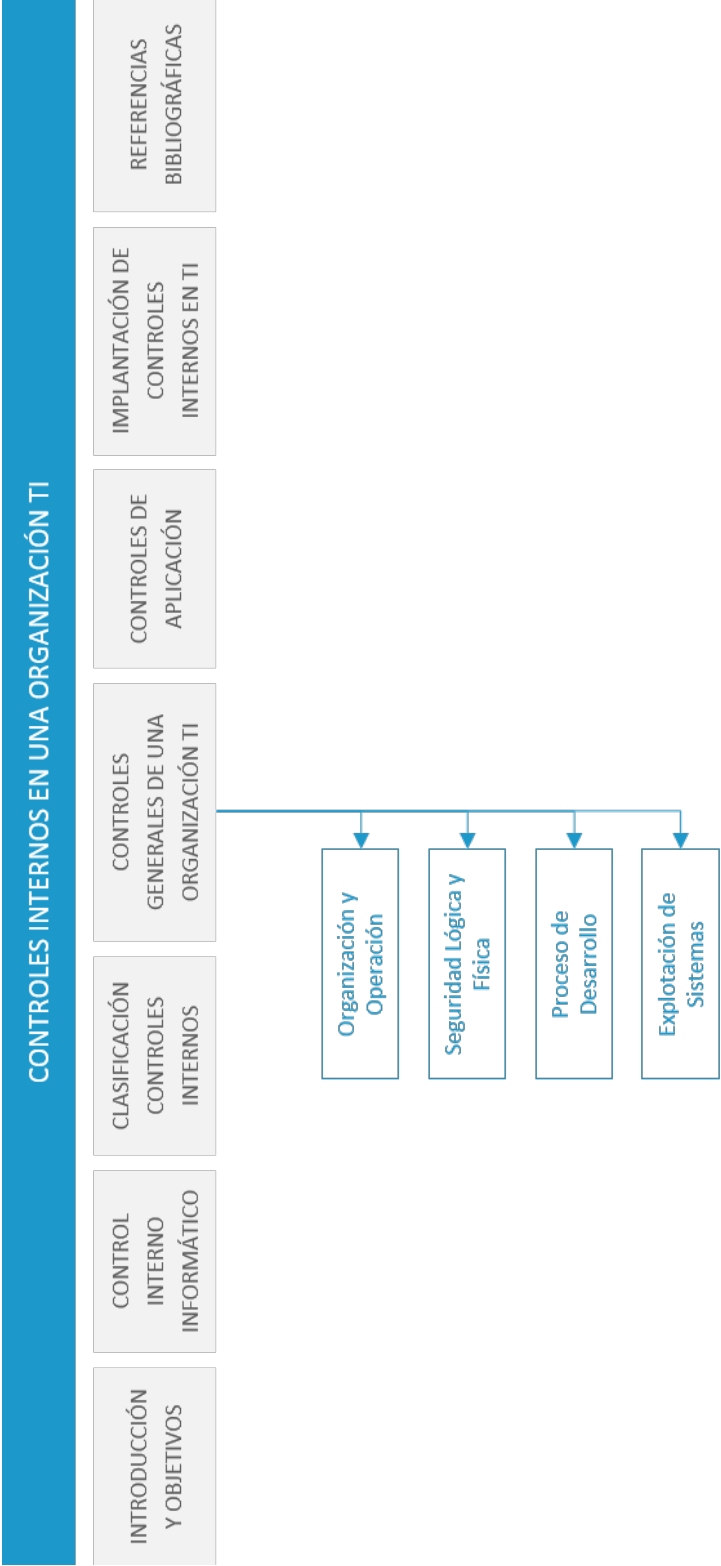 CONTROLES INTERNOS EN UNA ORGANIZACIÓN TI
INTRODUCCIÓN
Y OBJETIVOS
CONTROL
INTERNO
INFORMÁTICO
CLASIFICACIÓN
CONTROLES
INTERNOS
CONTROLES
GENERALES DE UNA
ORGANIZACIÓN TI
CONTROLES DE
APLICACIÓN
IMPLANTACIÓN DE
CONTROLES
INTERNOS EN TI
REFERENCIAS
BIBLIOGRÁFICAS
Organización y
Operación
Seguridad Lógica y
Física
Proceso de
Desarrollo
Explotación de
Sistemas